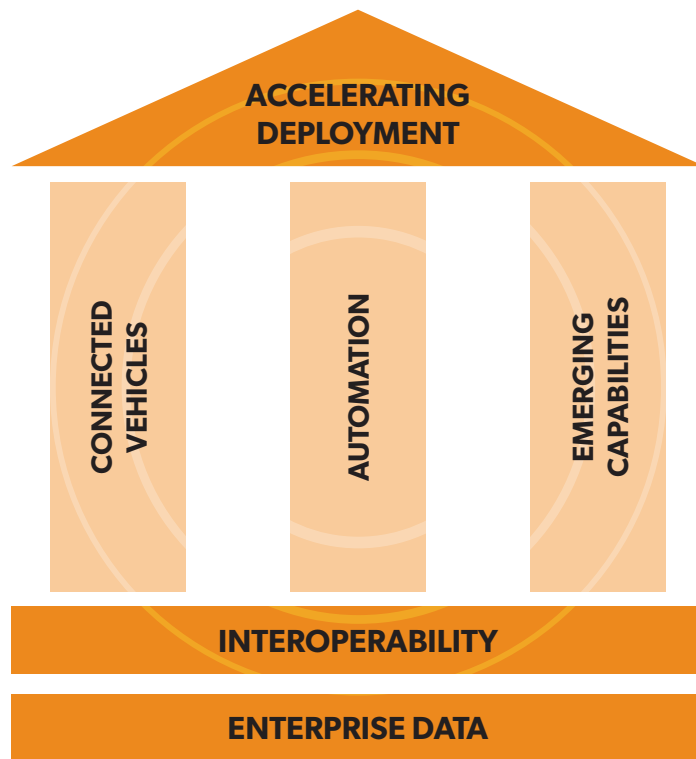 ACCELERATING
DEPLOYMENT
CONNECTED
VEHICLES
AUTOMATION
EMERGING
CAPABILITIES
INTEROPERABILITY
ENTERPRISE DATA